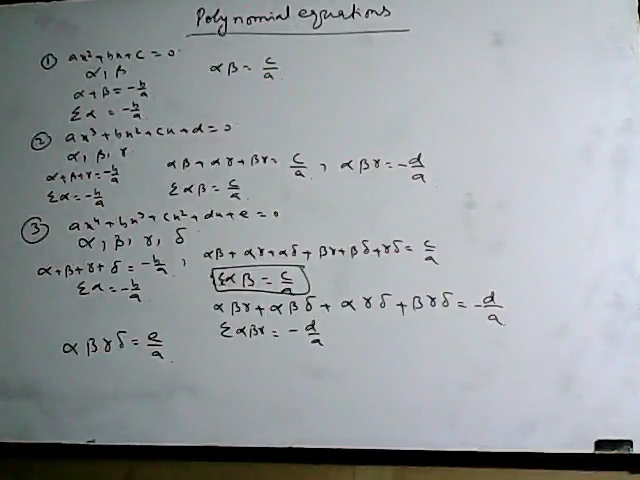 Polynomial equations
① ax²+bx+c=0
α, β
αβ = c/a
α+β = -b/a
Σα = -b/a
② ax³+bx²+cx+d=0
α, β, γ
α+β+γ = -b/a
αβ+αγ+βγ = c/a, αβγ = -d/a
Σα = -b/a
Σαβ = c/a
③ ax⁴+bx³+cx²+dx+e=0
α, β, γ, δ
α+β+γ+δ = -b/a, αβ+αγ+αδ+βγ+βδ+γδ = c/a
Σα = -b/a
Σαβ = c/a
αβγ+αβδ+αγδ+βγδ = -d/a
Σαβγ = -d/a
αβγδ = e/a